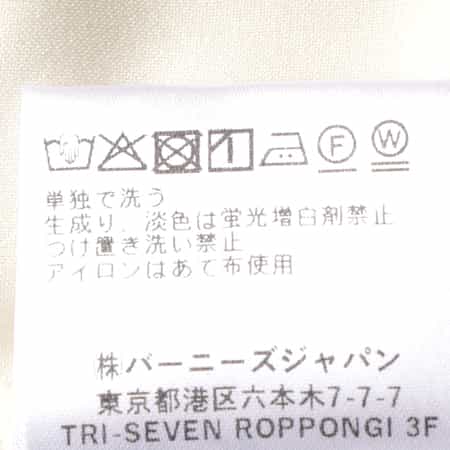 F W
単独で洗う
生成り、淡色は蛍光増白剤禁止
つけ置き洗い禁止
アイロンはあて布使用
㈱バーニーズジャパン
東京都港区六本木7-7-7
TRI-SEVEN ROPPONGI 3F